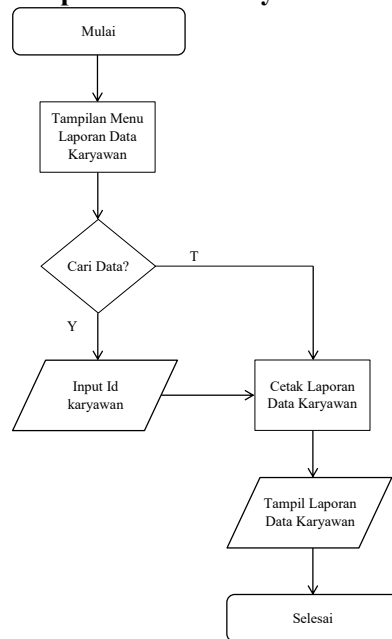 Mulai
Tampilan Menu
Laporan Data
Karyawan
Cari Data?
T
Y
Input Id
karyawan
Cetak Laporan
Data Karyawan
Tampil Laporan
Data Karyawan
Selesai